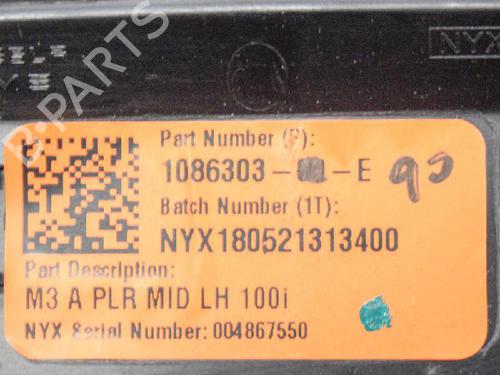 NYX
B-PARTS
Part Number (P):
1086303- -E 90
Batch Number (1T):
NYX180521313400
Part Description:
M3 A PLR MID LH 100i
NYX Serial Number: 004867550